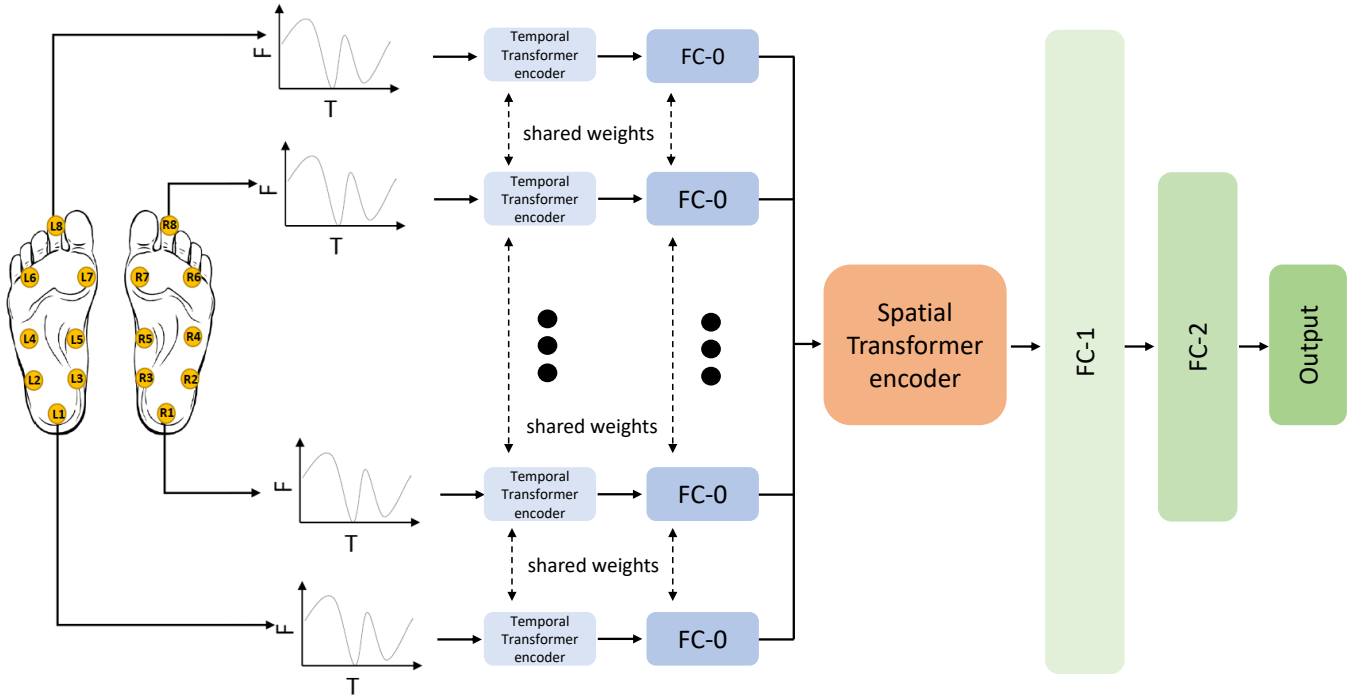 F
T
Temporal
Transformer
encoder
FC-0
shared weights
F
T
Temporal
Transformer
encoder
FC-0
L8
R8
L6
L7
R7
R6
L4
L5
R5
R4
L2
L3
R3
R2
L1
R1
shared weights
F
T
Temporal
Transformer
encoder
FC-0
shared weights
F
T
Temporal
Transformer
encoder
FC-0
Spatial
Transformer
encoder
FC-1
FC-2
Output